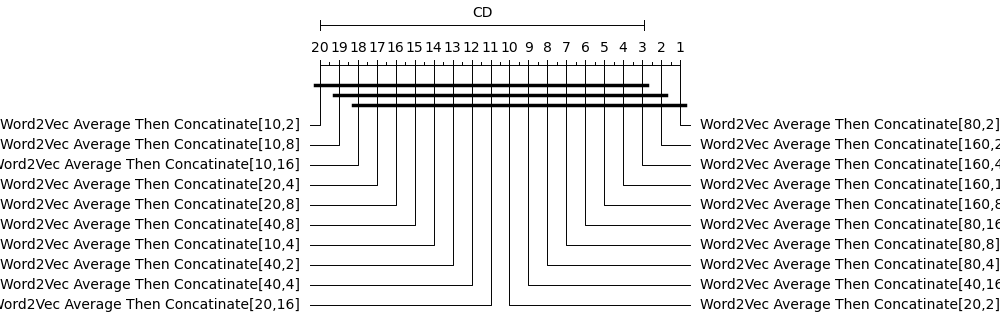 CD
20 19 18 17 16 15 14 13 12 11 10 9 8 7 6 5 4 3 2 1
Word2Vec Average Then Concatinate[10,2]
Word2Vec Average Then Concatinate[10,8]
Word2Vec Average Then Concatinate[10,16]
Word2Vec Average Then Concatinate[20,4]
Word2Vec Average Then Concatinate[20,8]
Word2Vec Average Then Concatinate[40,8]
Word2Vec Average Then Concatinate[10,4]
Word2Vec Average Then Concatinate[40,2]
Word2Vec Average Then Concatinate[40,4]
Word2Vec Average Then Concatinate[20,16]
Word2Vec Average Then Concatinate[80,2]
Word2Vec Average Then Concatinate[160,2
Word2Vec Average Then Concatinate[160,4
Word2Vec Average Then Concatinate[160,1
Word2Vec Average Then Concatinate[160,8
Word2Vec Average Then Concatinate[80,16
Word2Vec Average Then Concatinate[80,8]
Word2Vec Average Then Concatinate[80,4]
Word2Vec Average Then Concatinate[40,16
Word2Vec Average Then Concatinate[20,2]